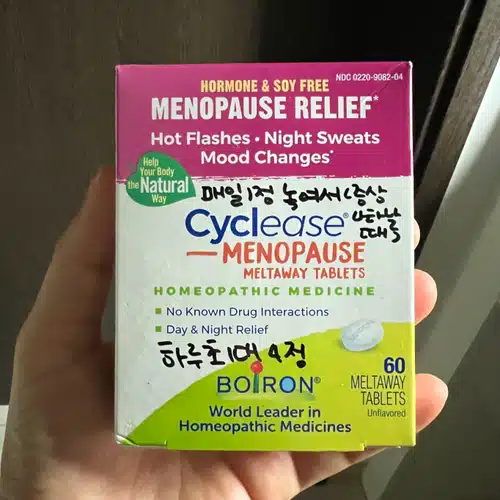 NDC 0220-9082-04
HORMONE & SOY FREE
MENOPAUSE RELIEF*
Hot Flashes • Night Sweats
Mood Changes*
Help
Your Body
the Natural
Way
매일 1정 녹여서 (증상
심할
때
Cyclease®
MENOPAUSE
MELTAWAY TABLETS
HOMEOPATHIC MEDICINE
No Known Drug Interactions
Day & Night Relief
하루 최대 4정
BOIRON®
World Leader in
Homeopathic Medicines
60
MELTAWAY
TABLETS
Unflavored